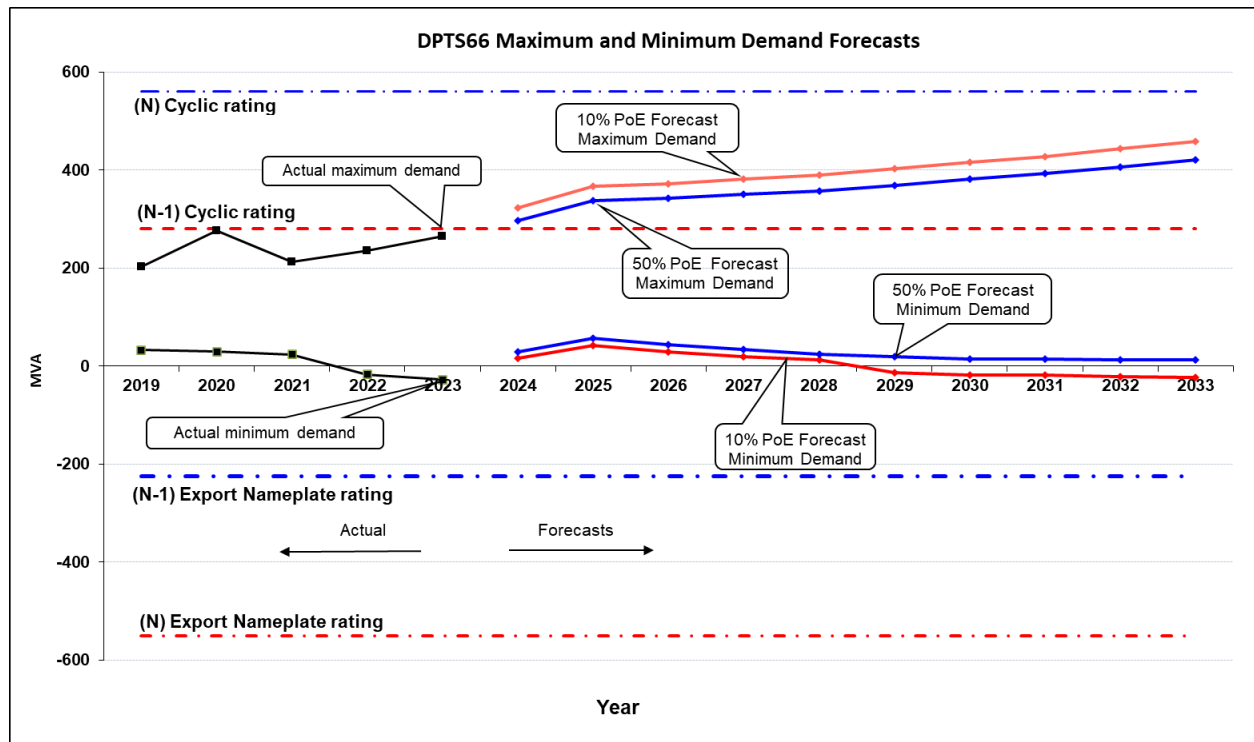 DPTS66 Maximum and Minimum Demand Forecasts
600
(N) Cyclic rating
10% PoE Forecast
Maximum Demand
400
Actual maximum demand
(N-1) Cyclic rating
200
50% PoE Forecast
Maximum Demand
50% PoE Forecast
Minimum Demand
MVA
0
2019 2020 2021 2022 2023 2024 2025 2026 2027 2028 2029 2030 2031 2032 2033
Actual minimum demand
10% PoE Forecast
Minimum Demand
-200
(N-1) Export Nameplate rating
Actual
Forecasts
-400
(N) Export Nameplate rating
-600
Year